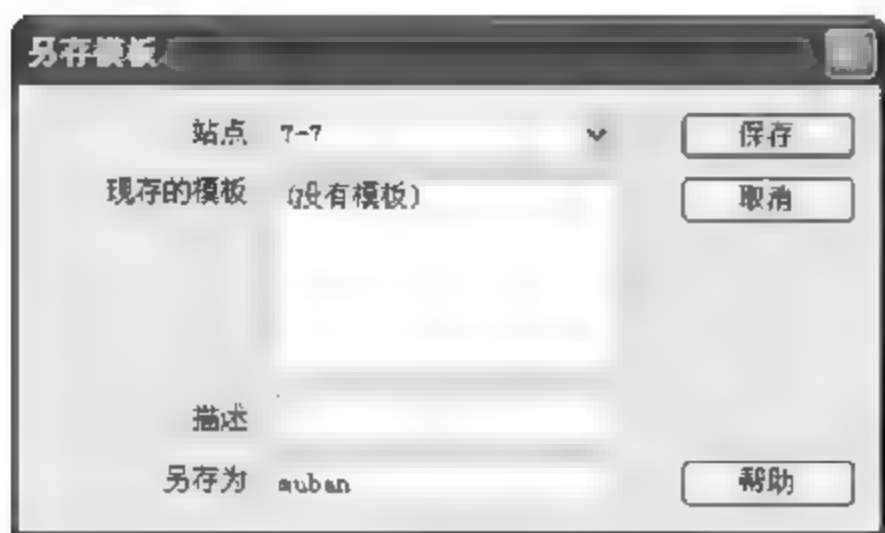 另存模板
站点 7-7 保存
现存的模板 (没有模板) 取消
描述
另存为 muban 帮助